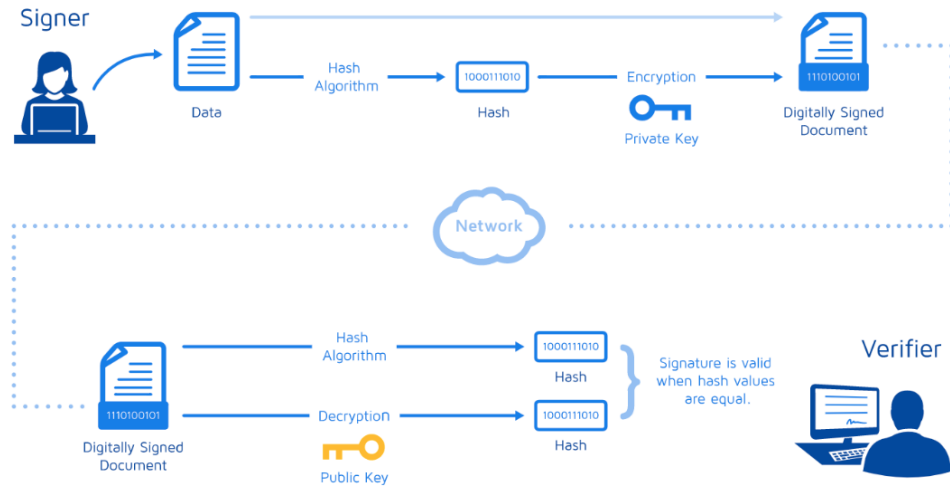 Signer
Hash
Algorithm
1000111010
Encryption
1110100101
Data
Hash
Private Key
Digitally Signed
Document
Network
Hash
Algorithm
1000111010
Hash
Verifier
Signature is valid
when hash values
are equal.
1110100101
Decryption
1000111010
Digitally Signed
Document
Public Key
Hash